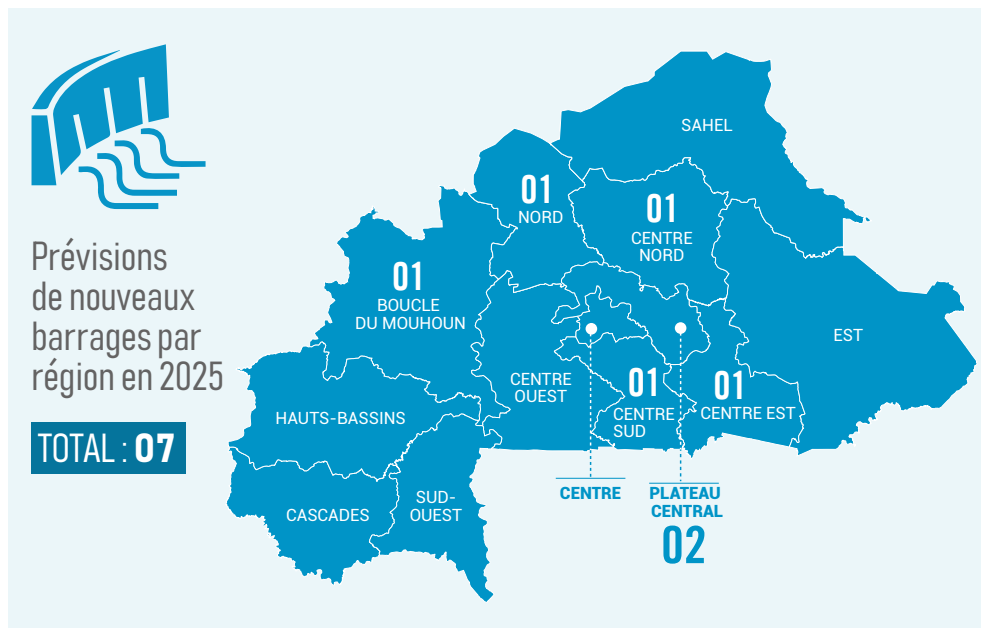 Prévisions
de nouveaux
barrages par
région en 2025
TOTAL : 07
SAHEL
01
NORD
01
CENTRE
NORD
01
BOUCLE
DU MOUHOUN
EST
CENTRE
OUEST
01
CENTRE
SUD
01
CENTRE EST
HAUTS-BASSINS
CASCADES
SUD-
OUEST
CENTRE
PLATEAU
CENTRAL
02